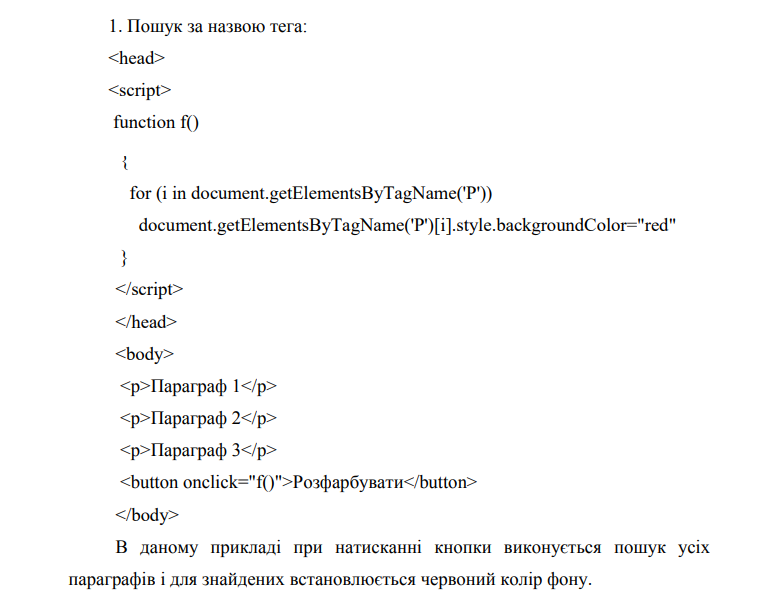 1. Пошук за назвою тега:
<head>
<script>
function f()
{
for (i in document.getElementsByTagName('P'))
document.getElementsByTagName('P')[i].style.backgroundColor="red"
}
</script>
</head>
<body>
<p>Параграф 1</p>
<p>Параграф 2</p>
<p>Параграф 3</p>
<button onclick="f()">Розфарбувати</button>
</body>
В даному прикладі при натисканні кнопки виконується пошук усіх
параграфів і для знайдених встановлюється червоний колір фону.